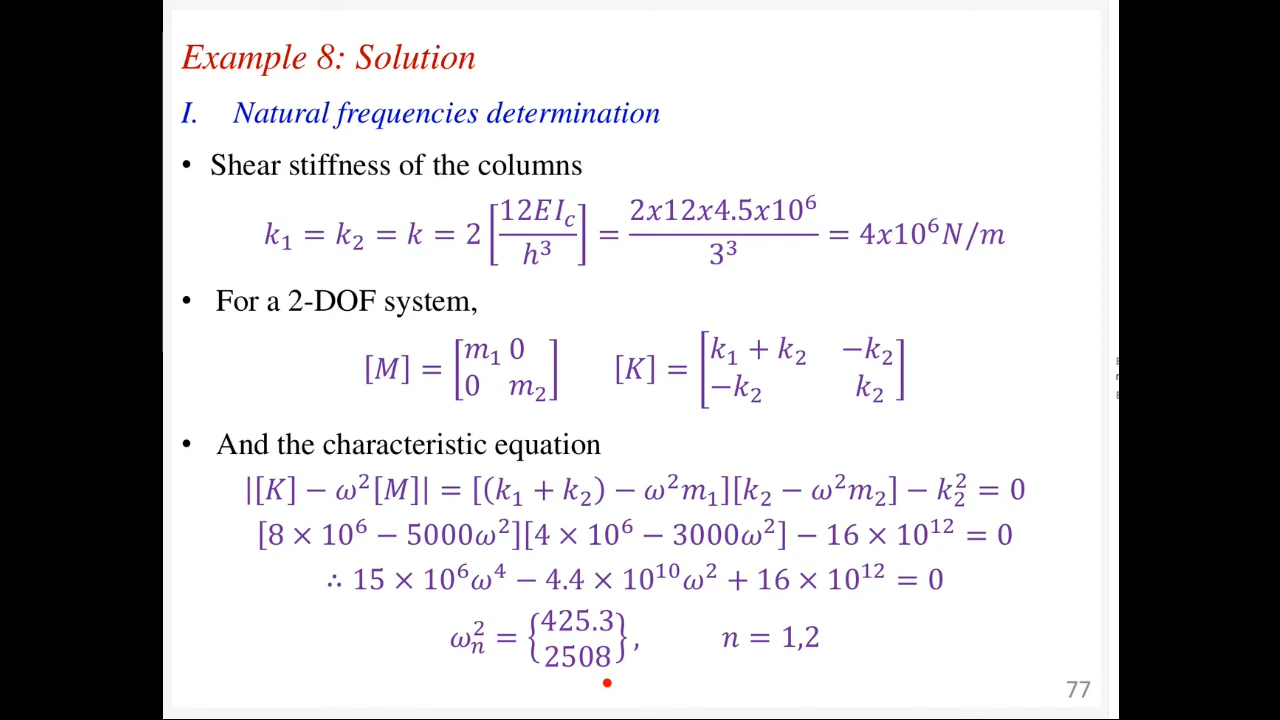 Example 8: Solution
I. Natural frequencies determination
• Shear stiffness of the columns
k₁ = k₂ = k = 2 [12EI_c / h³] = 2x12x4.5x10⁶ / 3³ = 4x10⁶N/m
• For a 2-DOF system,
[M] = [m₁ 0; 0 m₂] [K] = [k₁ + k₂ −k₂; −k₂ k₂]
• And the characteristic equation
|[K] − ω²[M]| = [(k₁ + k₂) − ω²m₁][k₂ − ω²m₂] − k₂² = 0
[8 × 10⁶ − 5000ω²][4 × 10⁶ − 3000ω²] − 16 × 10¹² = 0
∴ 15 × 10⁶ω⁴ − 4.4 × 10¹⁰ω² + 16 × 10¹² = 0
ωₙ² = {425.3; 2508}, n = 1,2
77